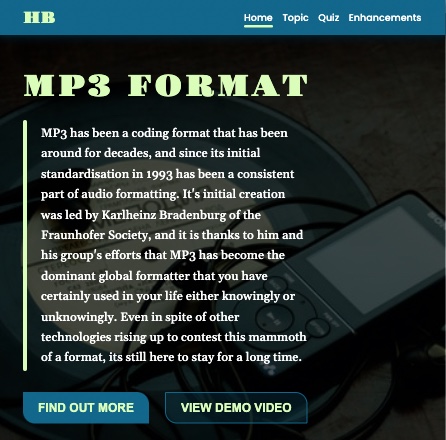 HB
Home Topic Quiz Enhancements
MP3 FORMAT
MP3 has been a coding format that has been
around for decades, and since its initial
standardisation in 1993 has been a consistent
part of audio formatting. It's initial creation
was led by Karlheinz Bradenburg of the
Fraunhofer Society, and it is thanks to him and
his group's efforts that MP3 has become the
dominant global formatter that you have
certainly used in your life either knowingly or
unknowingly. Even in spite of other
technologies rising up to contest this mammoth
of a format, its still here to stay for a long time.
FIND OUT MORE VIEW DEMO VIDEO